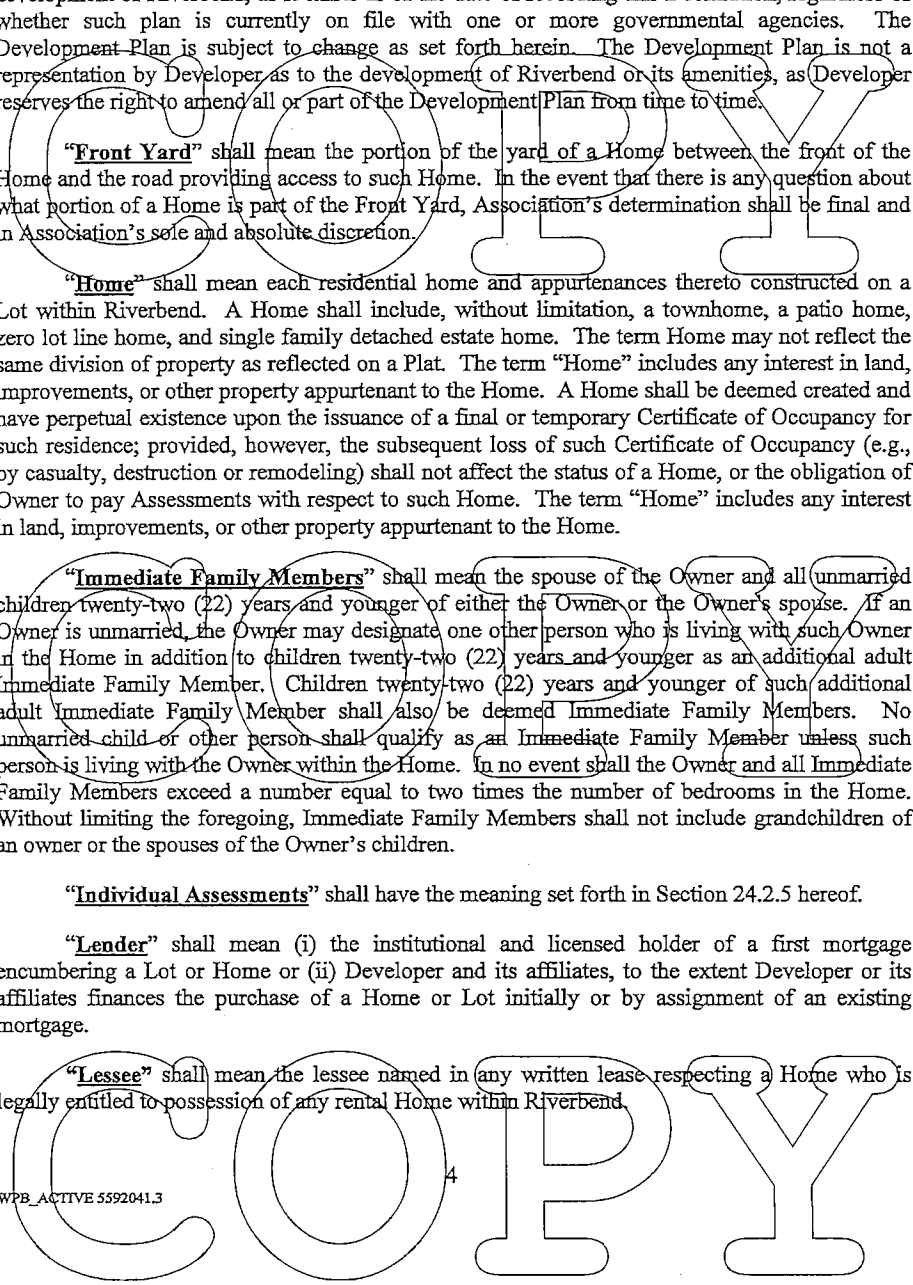 whether such plan is currently on file with one or more governmental agencies. The
Development Plan is subject to change as set forth herein. The Development Plan is not a
representation by Developer as to the development of Riverbend or its amenities, as Developer
reserves the right to amend all or part of the Development Plan from time to time.
"Front Yard" shall mean the portion of the yard of a Home between the front of the
Home and the road providing access to such Home. In the event that there is any question about
what portion of a Home is part of the Front Yard, Association's determination shall be final and
in Association's sole and absolute discretion.
"Home" shall mean each residential home and appurtenances thereto constructed on a
Lot within Riverbend. A Home shall include, without limitation, a townhome, a patio home,
zero lot line home, and single family detached estate home. The term Home may not reflect the
same division of property as reflected on a Plat. The term "Home" includes any interest in land,
improvements, or other property appurtenant to the Home. A Home shall be deemed created and
have perpetual existence upon the issuance of a final or temporary Certificate of Occupancy for
such residence; provided, however, the subsequent loss of such Certificate of Occupancy (e.g.,
by casualty, destruction or remodeling) shall not affect the status of a Home, or the obligation of
Owner to pay Assessments with respect to such Home. The term "Home" includes any interest
in land, improvements, or other property appurtenant to the Home.
"Immediate Family Members" shall mean the spouse of the Owner and all unmarried
children twenty-two (22) years and younger of either the Owner or the Owner's spouse. If an
Owner is unmarried, the Owner may designate one other person who is living with such Owner
in the Home in addition to children twenty-two (22) years and younger as an additional adult
Immediate Family Member. Children twenty-two (22) years and younger of such additional
adult Immediate Family Member shall also be deemed Immediate Family Members. No
unmarried child or other person shall qualify as an Immediate Family Member unless such
person is living with the Owner within the Home. In no event shall the Owner and all Immediate
Family Members exceed a number equal to two times the number of bedrooms in the Home.
Without limiting the foregoing, Immediate Family Members shall not include grandchildren of
an owner or the spouses of the Owner's children.
"Individual Assessments" shall have the meaning set forth in Section 24.2.5 hereof.
"Lender" shall mean (i) the institutional and licensed holder of a first mortgage
encumbering a Lot or Home or (ii) Developer and its affiliates, to the extent Developer or its
affiliates finances the purchase of a Home or Lot initially or by assignment of an existing
mortgage.
"Lessee" shall mean the lessee named in any written lease respecting a Home who is
legally entitled to possession of any rental Home within Riverbend.
4
WPB_ACTIVE 5592041.3
COPY
COPY
COPY